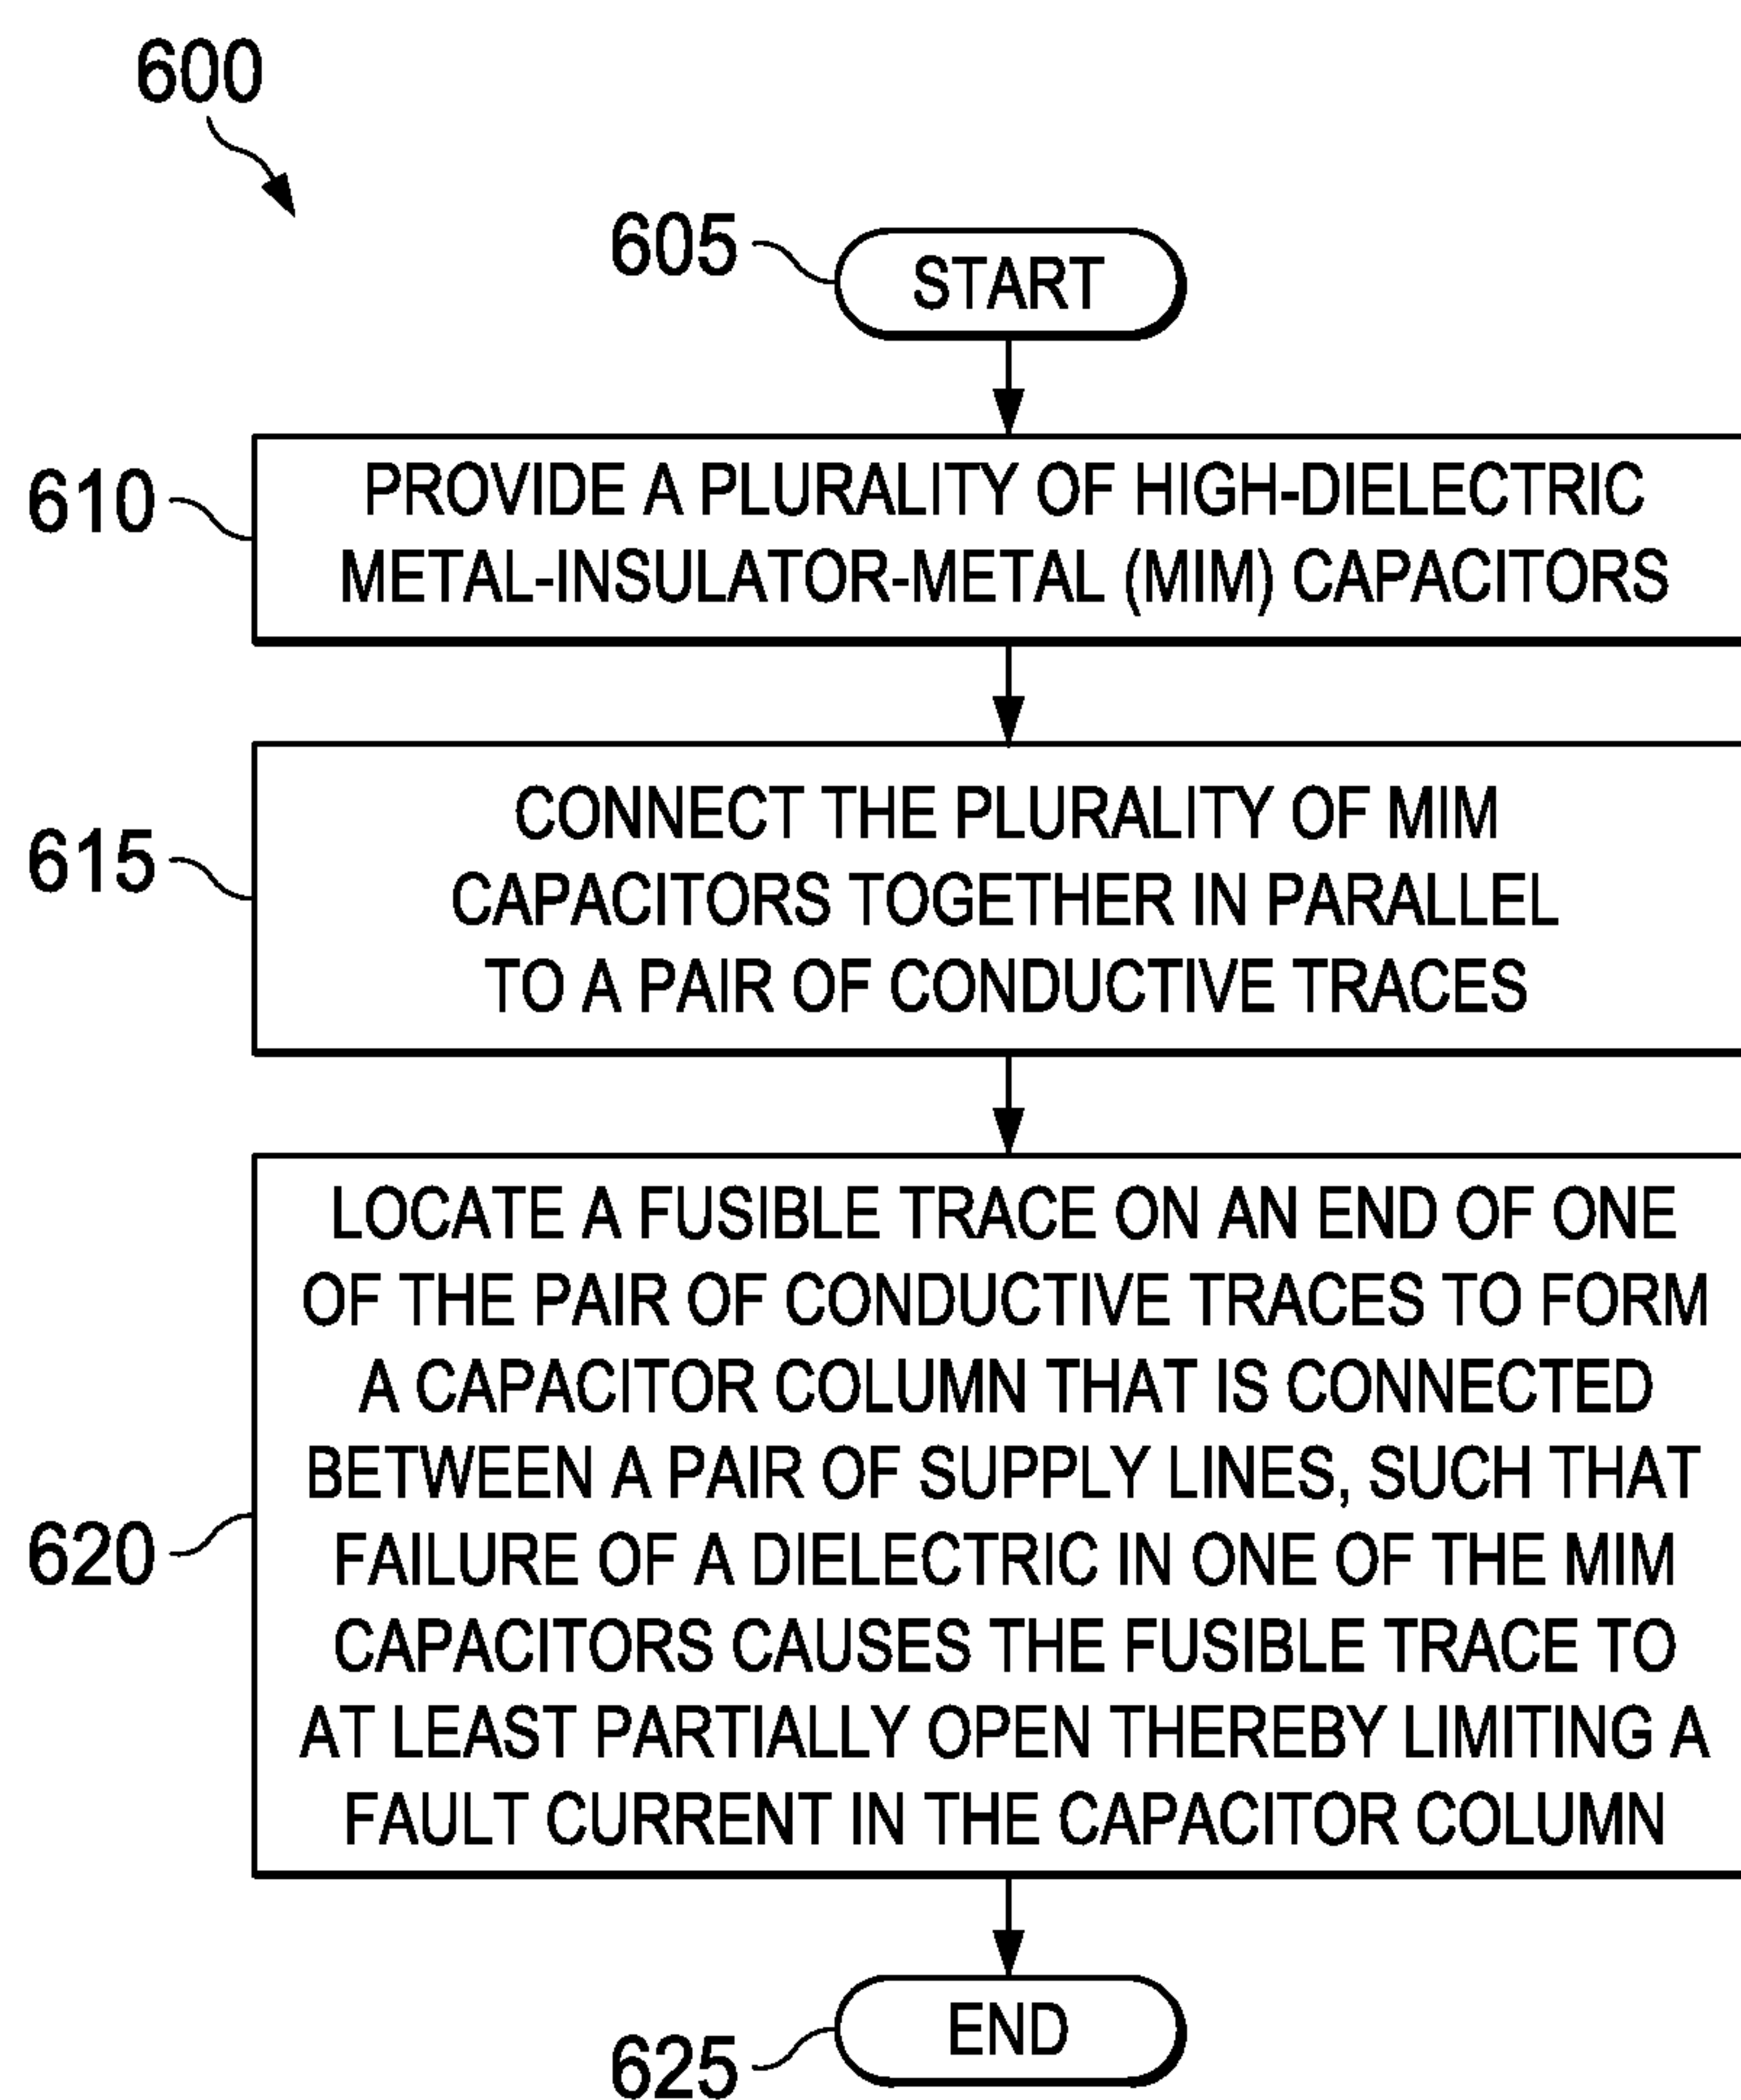 600
605
START
610
PROVIDE A PLURALITY OF HIGH-DIELECTRIC
METAL-INSULATOR-METAL (MIM) CAPACITORS
615
CONNECT THE PLURALITY OF MIM
CAPACITORS TOGETHER IN PARALLEL
TO A PAIR OF CONDUCTIVE TRACES
620
LOCATE A FUSIBLE TRACE ON AN END OF ONE
OF THE PAIR OF CONDUCTIVE TRACES TO FORM
A CAPACITOR COLUMN THAT IS CONNECTED
BETWEEN A PAIR OF SUPPLY LINES, SUCH THAT
FAILURE OF A DIELECTRIC IN ONE OF THE MIM
CAPACITORS CAUSES THE FUSIBLE TRACE TO
AT LEAST PARTIALLY OPEN THEREBY LIMITING A
FAULT CURRENT IN THE CAPACITOR COLUMN
END
625